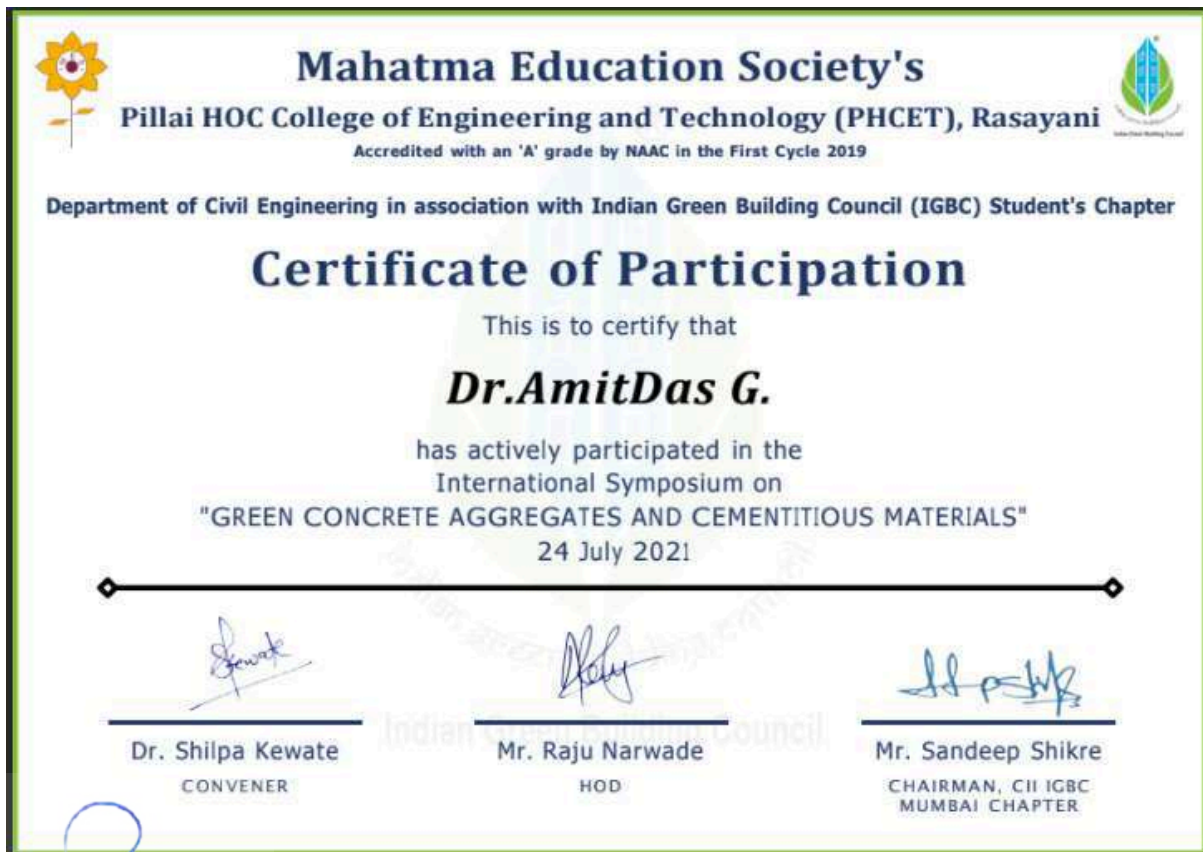 Mahatma Education Society's
Pillai HOC College of Engineering and Technology (PHCET), Rasayani
Accredited with an 'A' grade by NAAC in the First Cycle 2019
Department of Civil Engineering in association with Indian Green Building Council (IGBC) Student's Chapter
Certificate of Participation
This is to certify that
Dr.AmitDas G.
has actively participated in the
International Symposium on
"GREEN CONCRETE AGGREGATES AND CEMENTITIOUS MATERIALS"
24 July 2021
Indian Green Building Council
Dr. Shilpa Kewate
CONVENER
Mr. Raju Narwade
HOD
Mr. Sandeep Shikre
CHAIRMAN, CII IGBC
MUMBAI CHAPTER